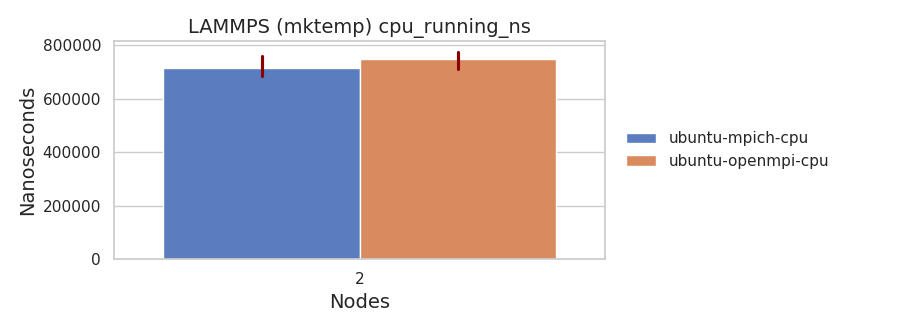 LAMMPS (mktemp) cpu_running_ns
Nanoseconds
800000
600000
400000
200000
0
2
Nodes
ubuntu-mpich-cpu
ubuntu-openmpi-cpu